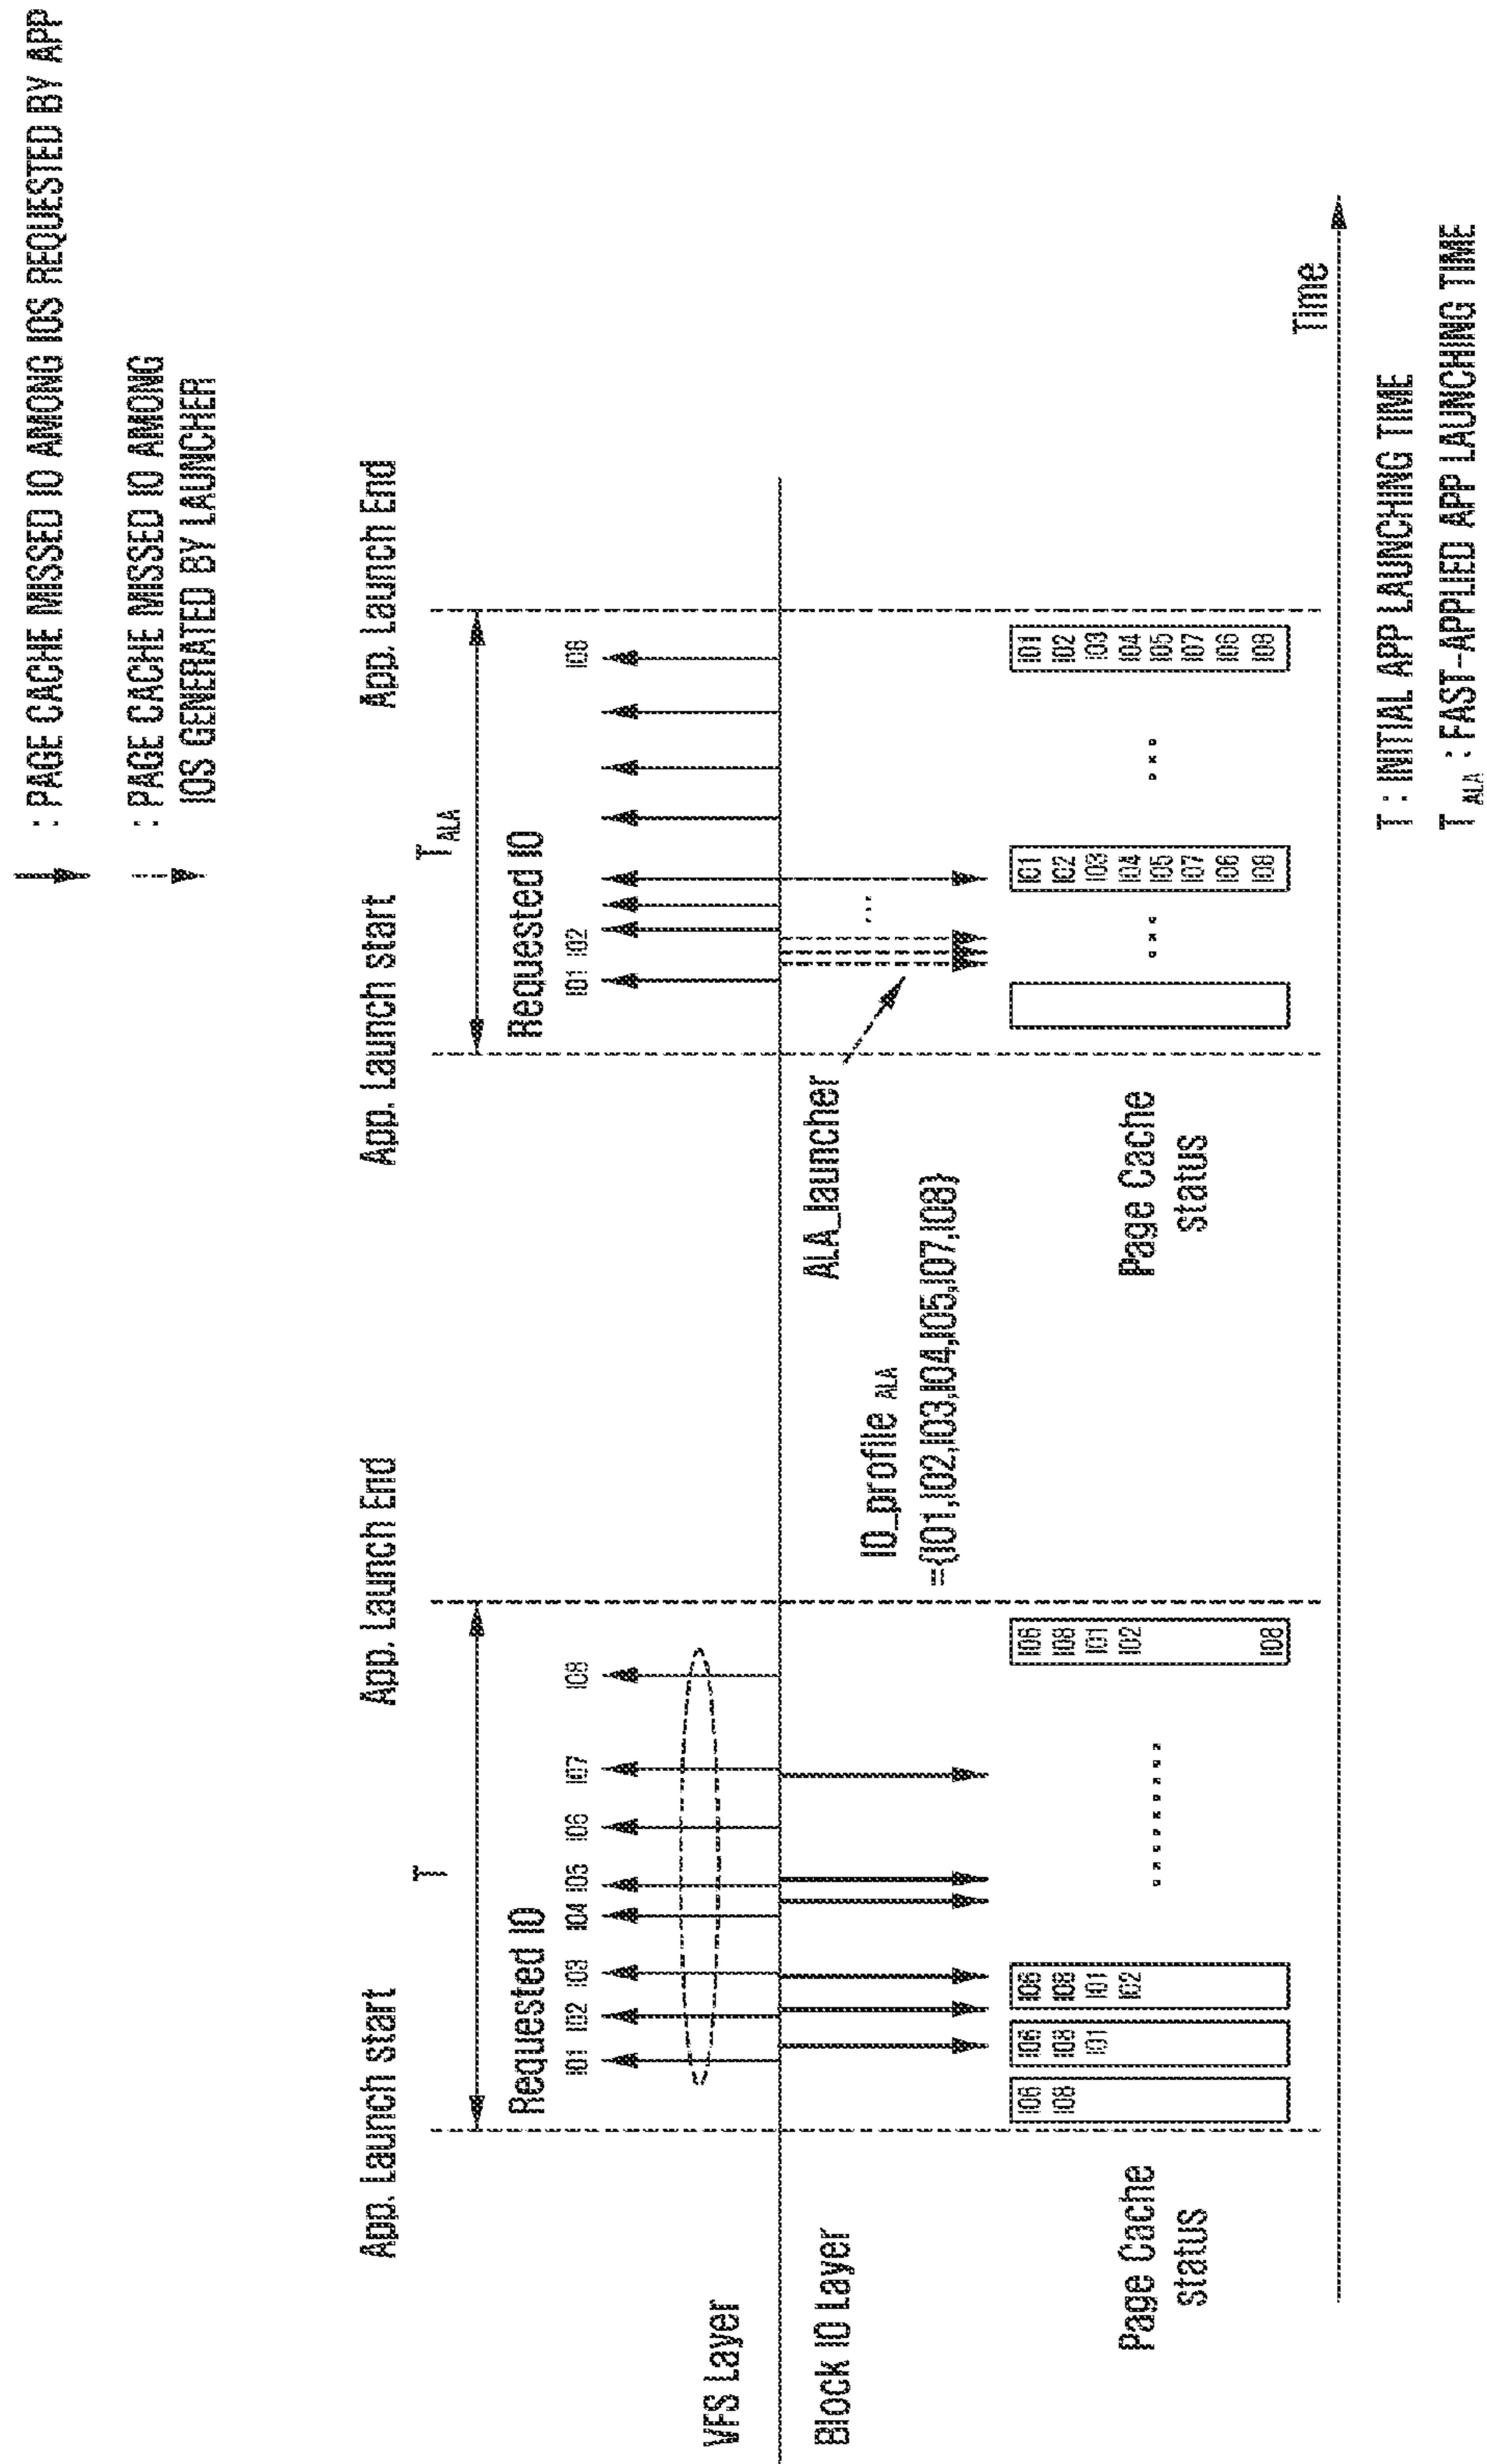 : PAGE CACHE MISSED IO AMONG IOS REQUESTED BY APP
: PAGE CACHE MISSED IO AMONG
IOS GENERATED BY LAUNCHER
App. Launch start
App. Launch End
App. Launch start
App. Launch End
T
T ALA
Requested IO
IO1 IO2 IO3 IO4 IO5 IO6 IO7 IO8
Requested IO
IO1 IO2
IO8
VFS Layer
Block IO Layer
ALA_launcher
IO_profile ALA
={IO1,IO2,IO3,IO4,IO5,IO7,IO8}
...
Page Cache
status
IO6
IO8
IO6
IO8
IO1
IO6
IO8
IO1
IO2
IO6
IO8
IO1
IO2
IO8
Page Cache
status
IO1
IO2
IO3
IO4
IO5
IO7
IO6
IO8
IO1
IO2
IO3
IO4
IO5
IO7
IO6
IO8
Time
T : INITIAL APP LAUNCHING TIME
T ALA : FAST-APPLIED APP LAUNCHING TIME